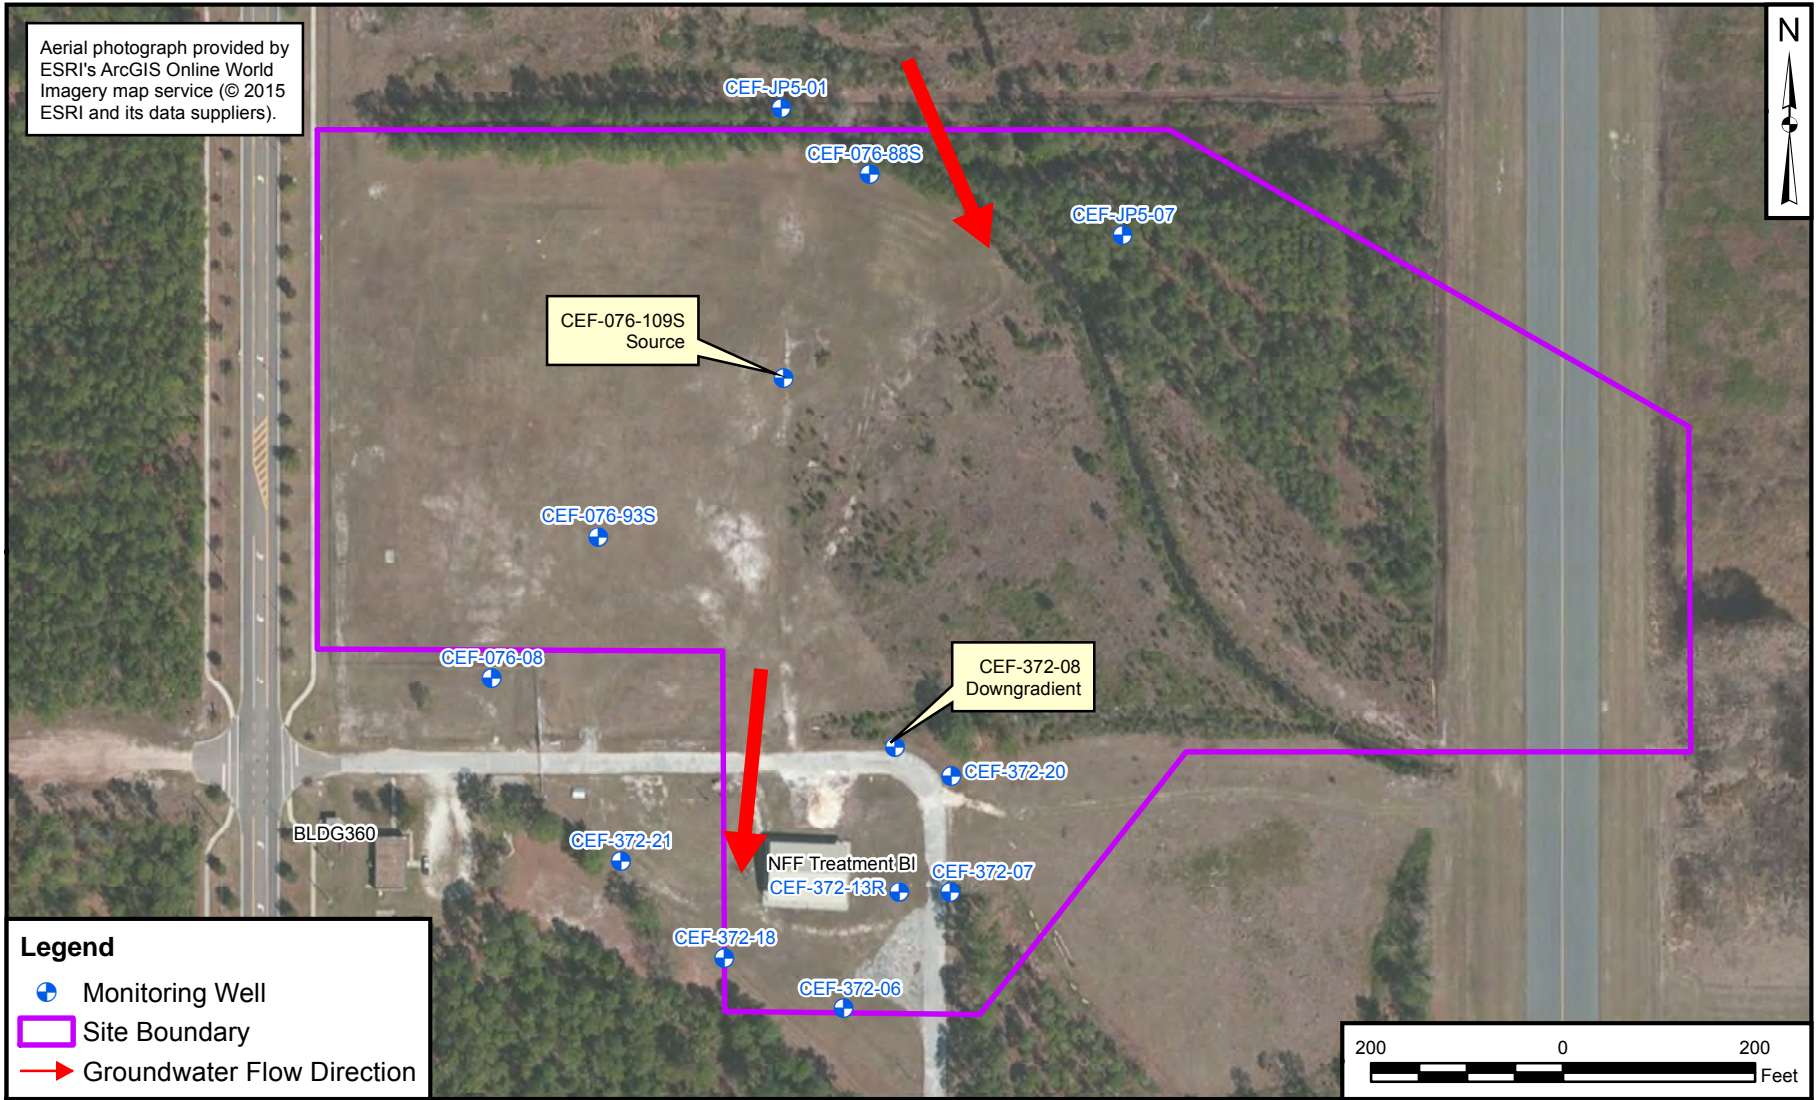 Aerial photograph provided by
ESRI's ArcGIS Online World
Imagery map service (© 2015
ESRI and its data suppliers).
N
CEF-JP5-01
CEF-076-88S
CEF-JP5-07
CEF-076-109S
Source
CEF-076-93S
CEF-076-08
CEF-372-08
Downgradient
CEF-372-20
BLDG360
CEF-372-21
NFF Treatment Bl
CEF-372-13R
CEF-372-07
CEF-372-18
CEF-372-06
Legend
Monitoring Well
Site Boundary
Groundwater Flow Direction
200 0 200
Feet